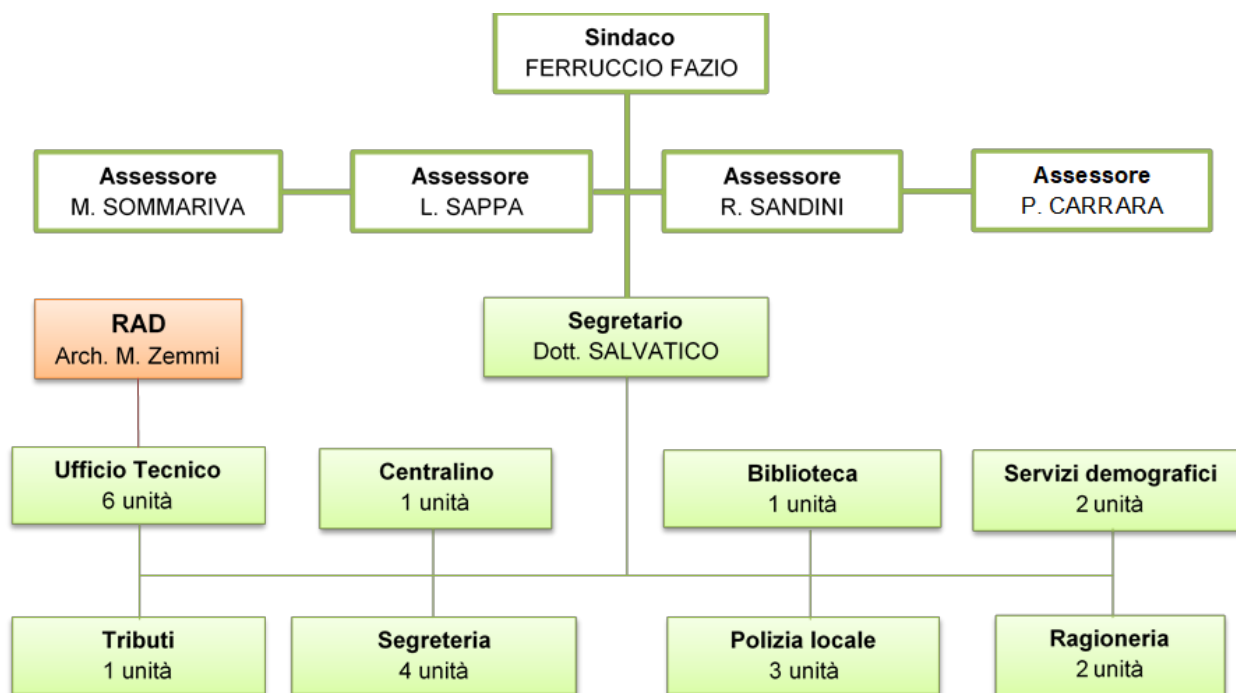 Sindaco
FERRUCCIO FAZIO
Assessore
M. SOMMARIVA
Assessore
L. SAPPA
Assessore
R. SANDINI
Assessore
P. CARRARA
RAD
Arch. M. Zemmi
Segretario
Dott. SALVATICO
Ufficio Tecnico
6 unità
Centralino
1 unità
Biblioteca
1 unità
Servizi demografici
2 unità
Tributi
1 unità
Segreteria
4 unità
Polizia locale
3 unità
Ragioneria
2 unità